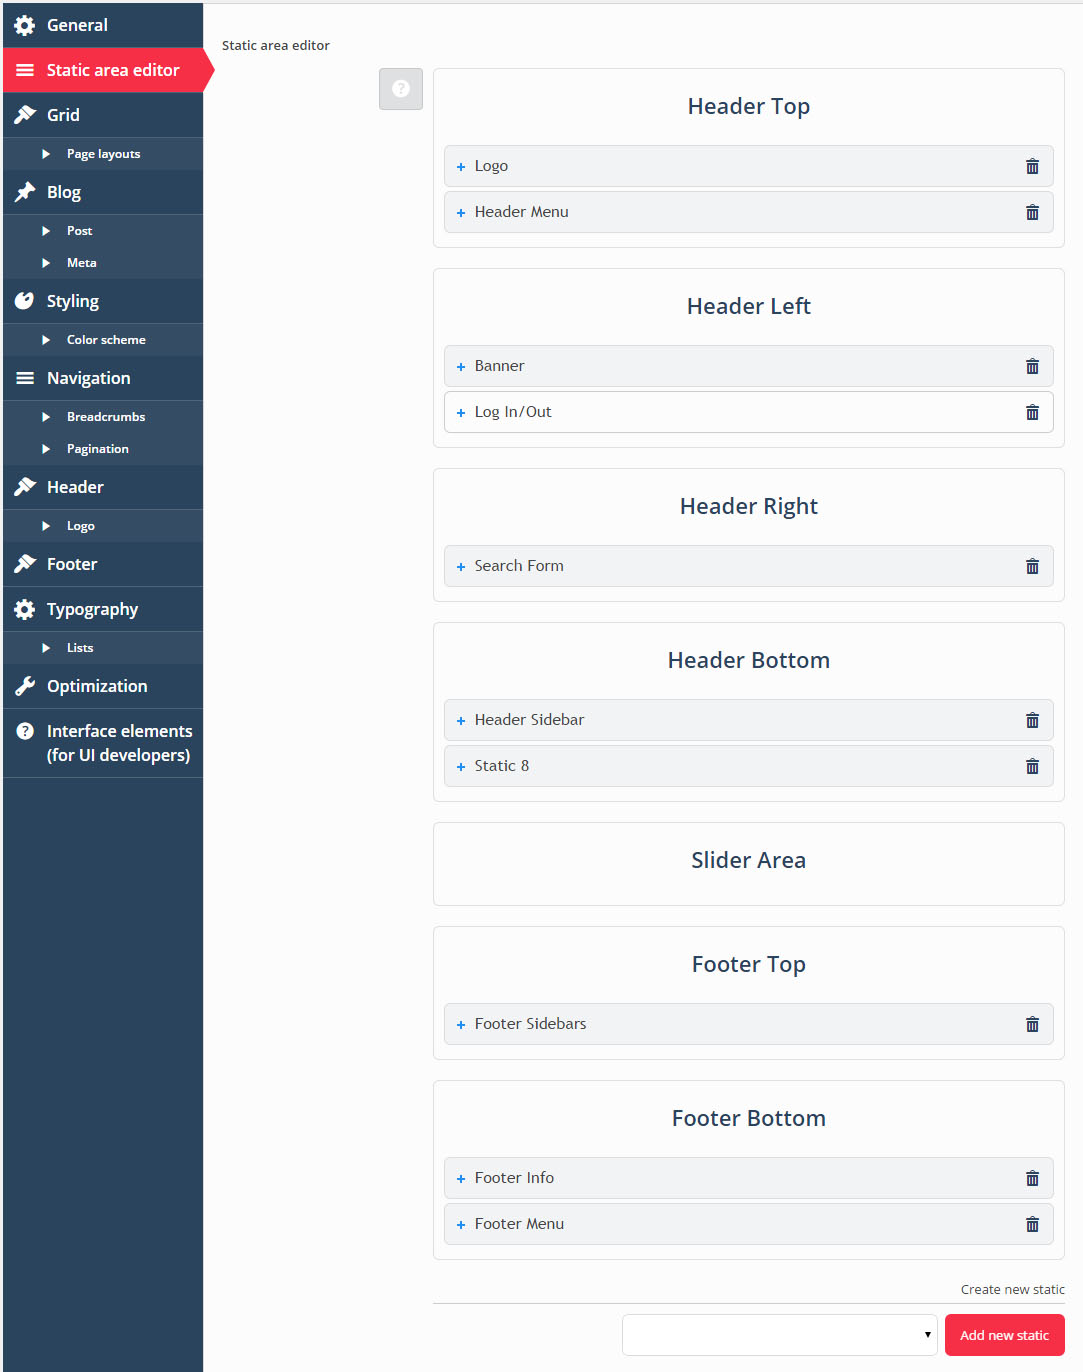 General
Static area editor
Grid
Page layouts
Blog
Post
Meta
Styling
Color scheme
Navigation
Breadcrumbs
Pagination
Header
Logo
Footer
Typography
Lists
Optimization
Interface elements
(for UI developers)
Static area editor
?
Header Top
+ Logo
+ Header Menu
Header Left
+ Banner
+ Log In/Out
Header Right
+ Search Form
Header Bottom
+ Header Sidebar
+ Static 8
Slider Area
Footer Top
+ Footer Sidebars
Footer Bottom
+ Footer Info
+ Footer Menu
Create new static
Add new static